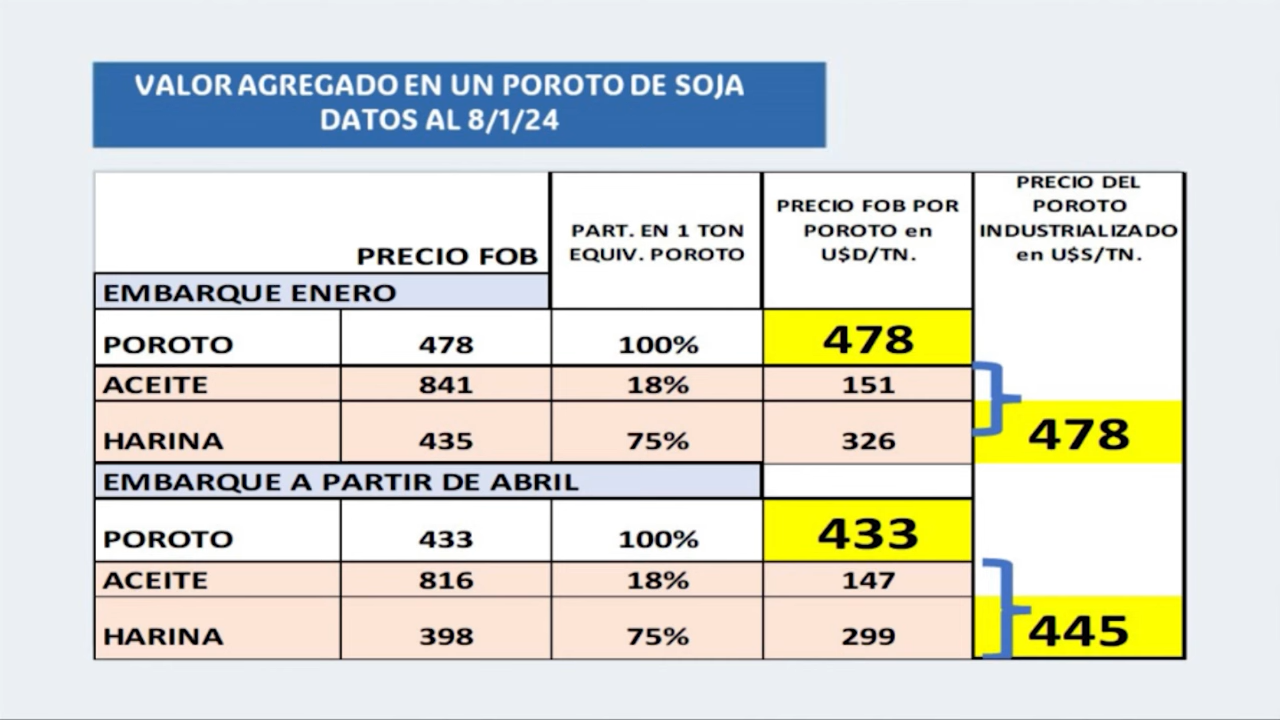 VALOR AGREGADO EN UN POROTO DE SOJA
DATOS AL 8/1/24
PRECIO FOB
PART. EN 1 TON
EQUIV. POROTO
PRECIO FOB POR
POROTO en
U$D/TN.
PRECIO DEL
POROTO
INDUSTRIALIZADO
en U$S/TN.
EMBARQUE ENERO
POROTO 478 100% 478
ACEITE 841 18% 151
HARINA 435 75% 326 478
EMBARQUE A PARTIR DE ABRIL
POROTO 433 100% 433
ACEITE 816 18% 147
HARINA 398 75% 299 445